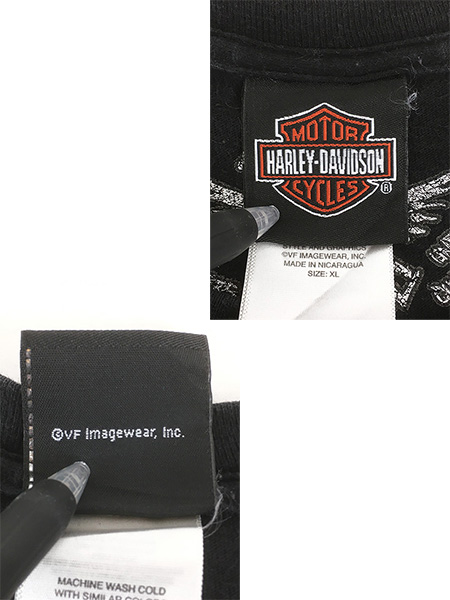 MOTOR
HARLEY-DAVIDSON
CYCLES
®
STYLE AND GRAPHICS
©VF IMAGEWEAR, INC.
MADE IN NICARAGUA
SIZE: XL
©VF Imagewear, Inc.
MACHINE WASH COLD
WITH SIMILAR COLORS